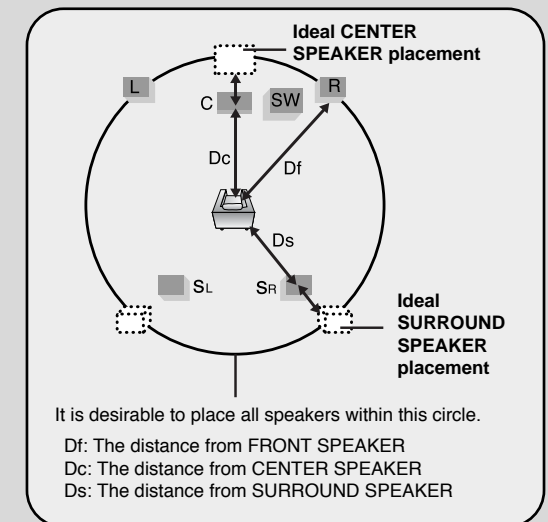 Ideal CENTER
SPEAKER placement
L
R
C
SW
Dc
Df
Ds
SL
SR
Ideal
SURROUND
SPEAKER
placement
It is desirable to place all speakers within this circle.
Df: The distance from FRONT SPEAKER
Dc: The distance from CENTER SPEAKER
Ds: The distance from SURROUND SPEAKER